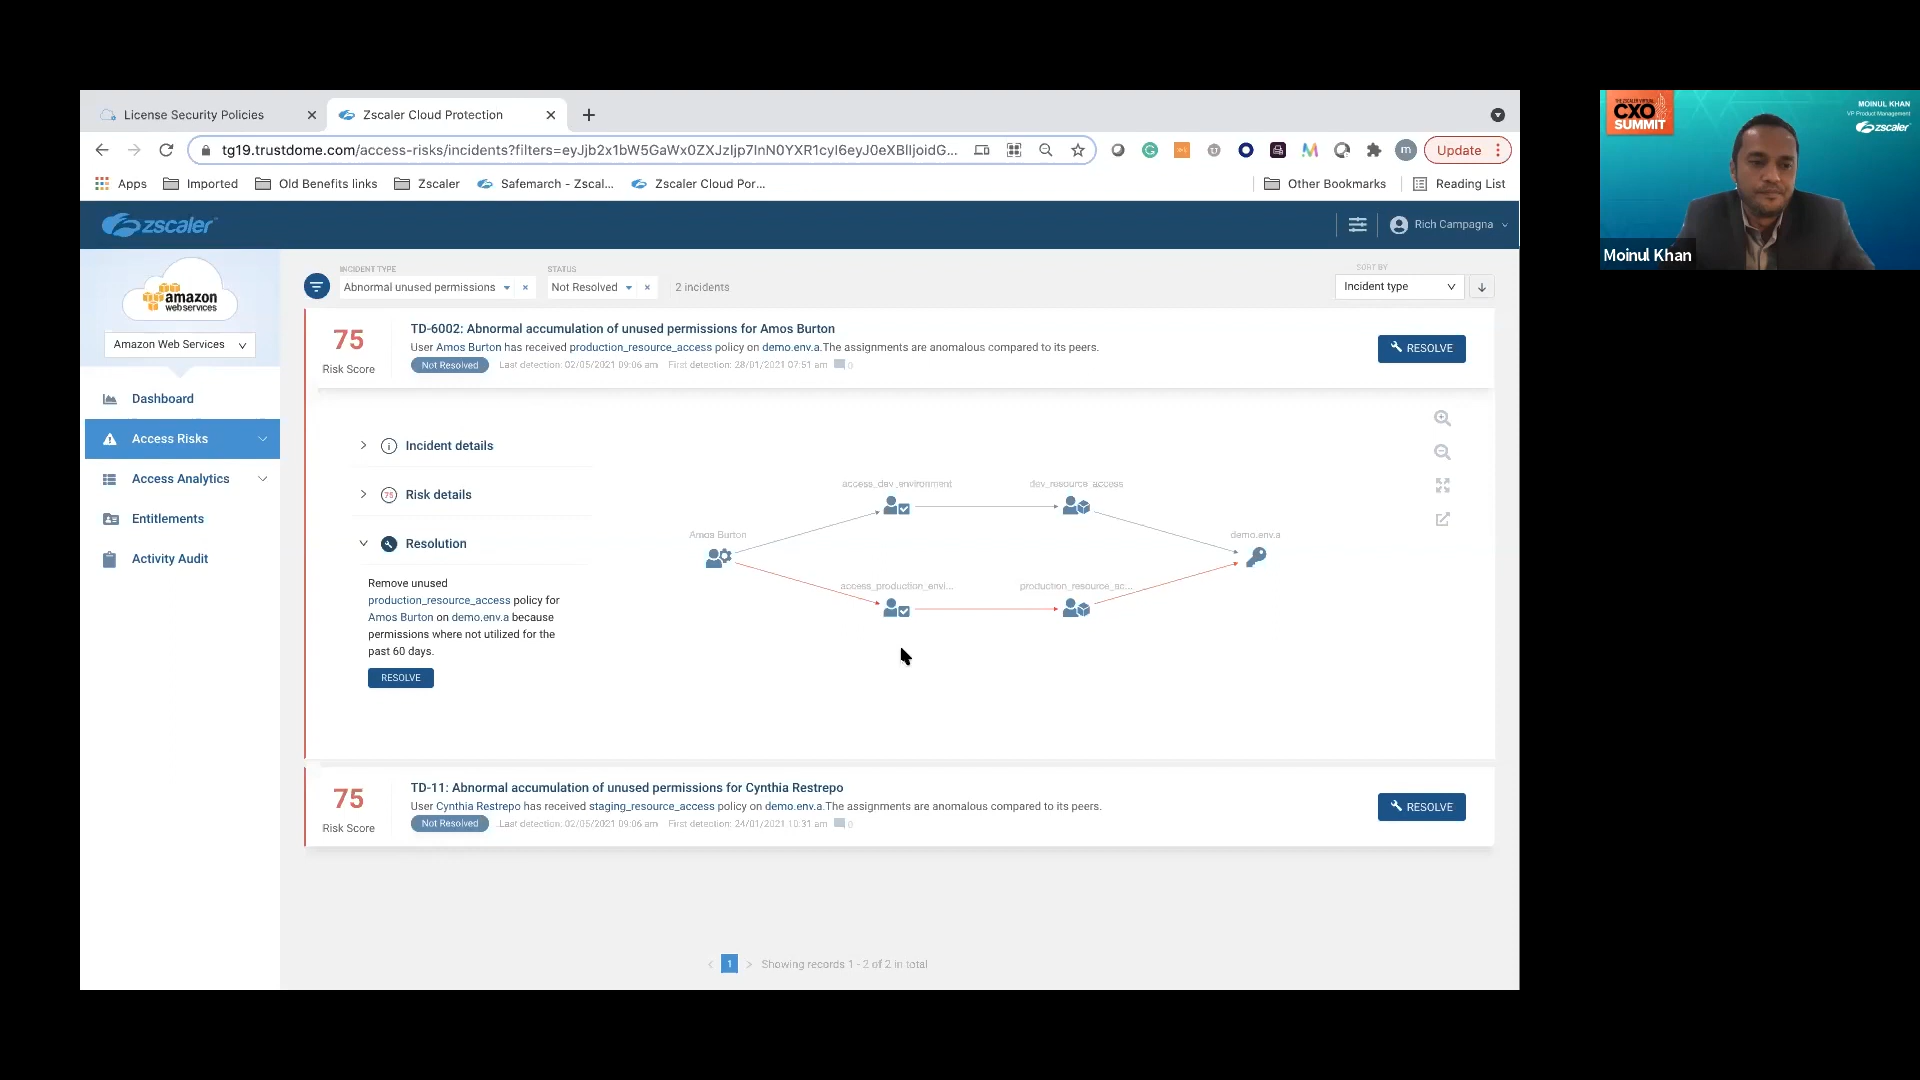 License Security Policies
Zscaler Cloud Protection
tg19.trustdome.com/access-risks/incidents?filters=eyJjb2x1bW5GaWx0ZXJzIjp7InN0YXR1cyI6eyJ0eXBlIjoidG...
Update
Apps
Imported
Old Benefits links
Zscaler
Safemarch - Zscal...
Zscaler Cloud Por...
Other Bookmarks
Reading List
zscaler
Rich Campagna
amazon
webservices
Amazon Web Services
Dashboard
Access Risks
Access Analytics
Entitlements
Activity Audit
INCIDENT TYPE
Abnormal unused permissions
STATUS
Not Resolved
2 incidents
SORT BY
Incident type
75
Risk Score
TD-6002: Abnormal accumulation of unused permissions for Amos Burton
User Amos Burton has received production_resource_access policy on demo.env.a.The assignments are anomalous compared to its peers.
Not Resolved Last detection: 02/05/2021 09:06 am First detection: 28/01/2021 07:51 am 0
RESOLVE
Incident details
75 Risk details
Resolution
Remove unused
production_resource_access policy for
Amos Burton on demo.env.a because
permissions where not utilized for the
past 60 days.
RESOLVE
Amos Burton
access_dev_environment
dev_resource_access
demo.env.a
access_production_envi...
production_resource_ac...
75
Risk Score
TD-11: Abnormal accumulation of unused permissions for Cynthia Restrepo
User Cynthia Restrepo has received staging_resource_access policy on demo.env.a.The assignments are anomalous compared to its peers.
Not Resolved Last detection: 02/05/2021 09:06 am First detection: 24/01/2021 10:31 am 0
RESOLVE
1
Showing records 1 - 2 of 2 in total
THE ZSCALER VIRTUAL
CXO
SUMMIT
MOINUL KHAN
VP Product Management
zscaler
Moinul Khan